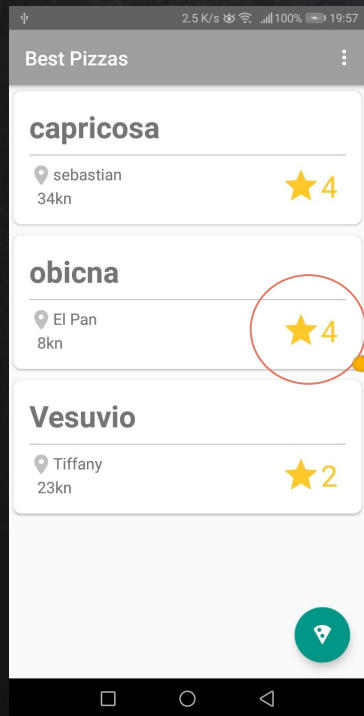 2.5 K/s 100% 19:57
Best Pizzas
capricosa
sebastian
34kn
4
obicna
El Pan
8kn
4
Vesuvio
Tiffany
23kn
2